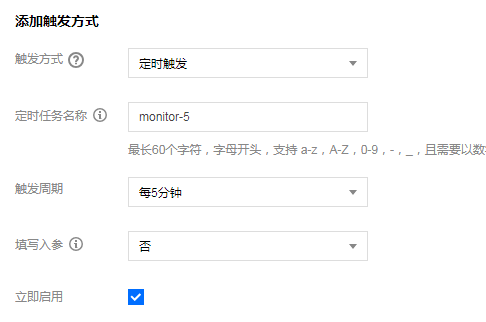 添加触发方式
触发方式
定时触发
定时任务名称
monitor-5
最长60个字符，字母开头，支持 a-z，A-Z，0-9，-，_，且需要以数
触发周期
每5分钟
填写入参
否
立即启用